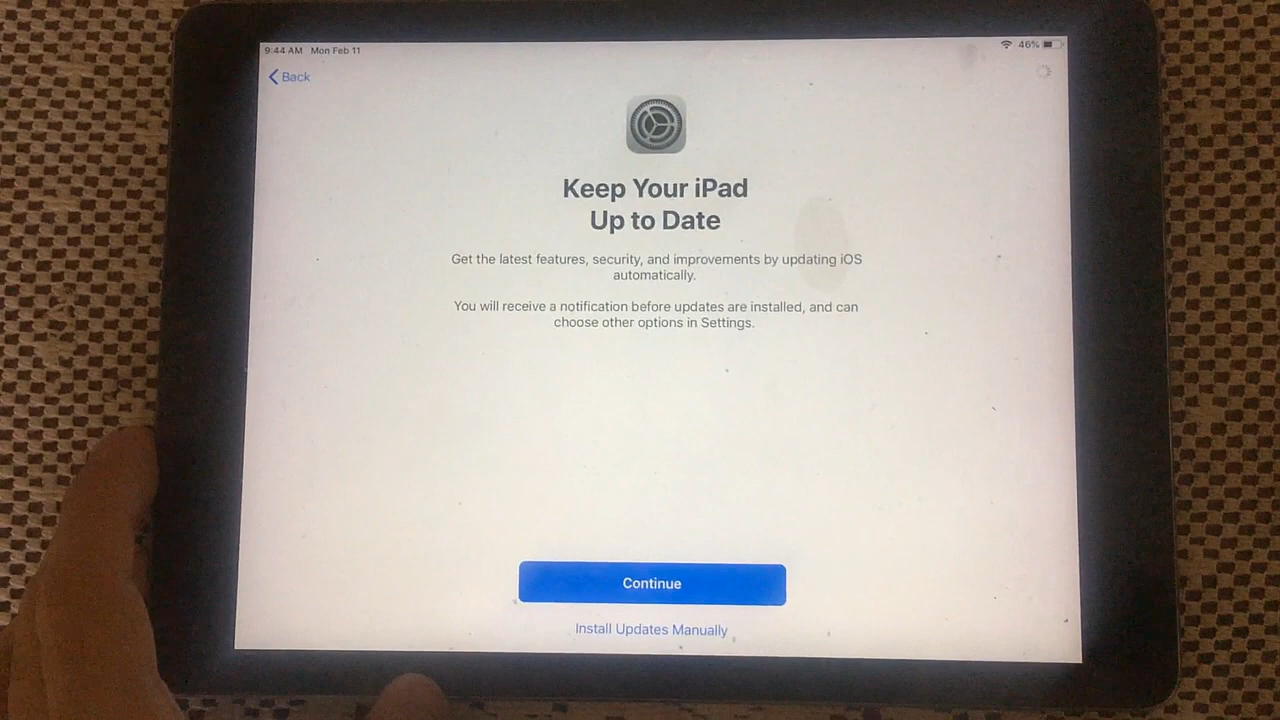 9:44 AM Mon Feb 11
46%
Back
Keep Your iPad
Up to Date
Get the latest features, security, and improvements by updating iOS
automatically.
You will receive a notification before updates are installed, and can
choose other options in Settings.
Continue
Install Updates Manually